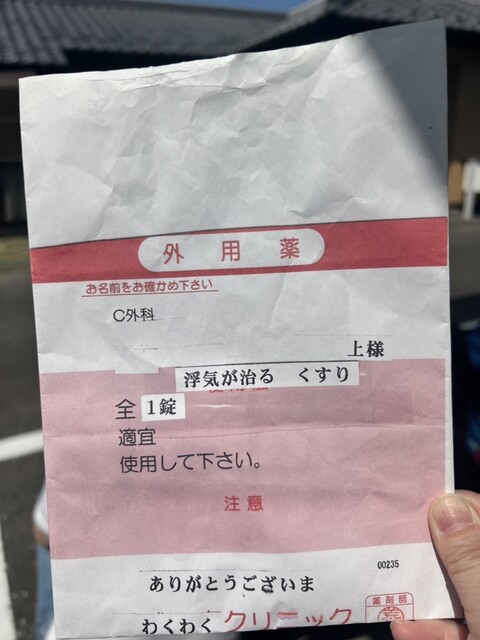 外用薬
お名前をお確かめ下さい
C外科
上様
浮気が治る くすり
全 1錠
適宜
使用して下さい。
注意
00235
ありがとうございま
わくわく クリニック
薬剤師